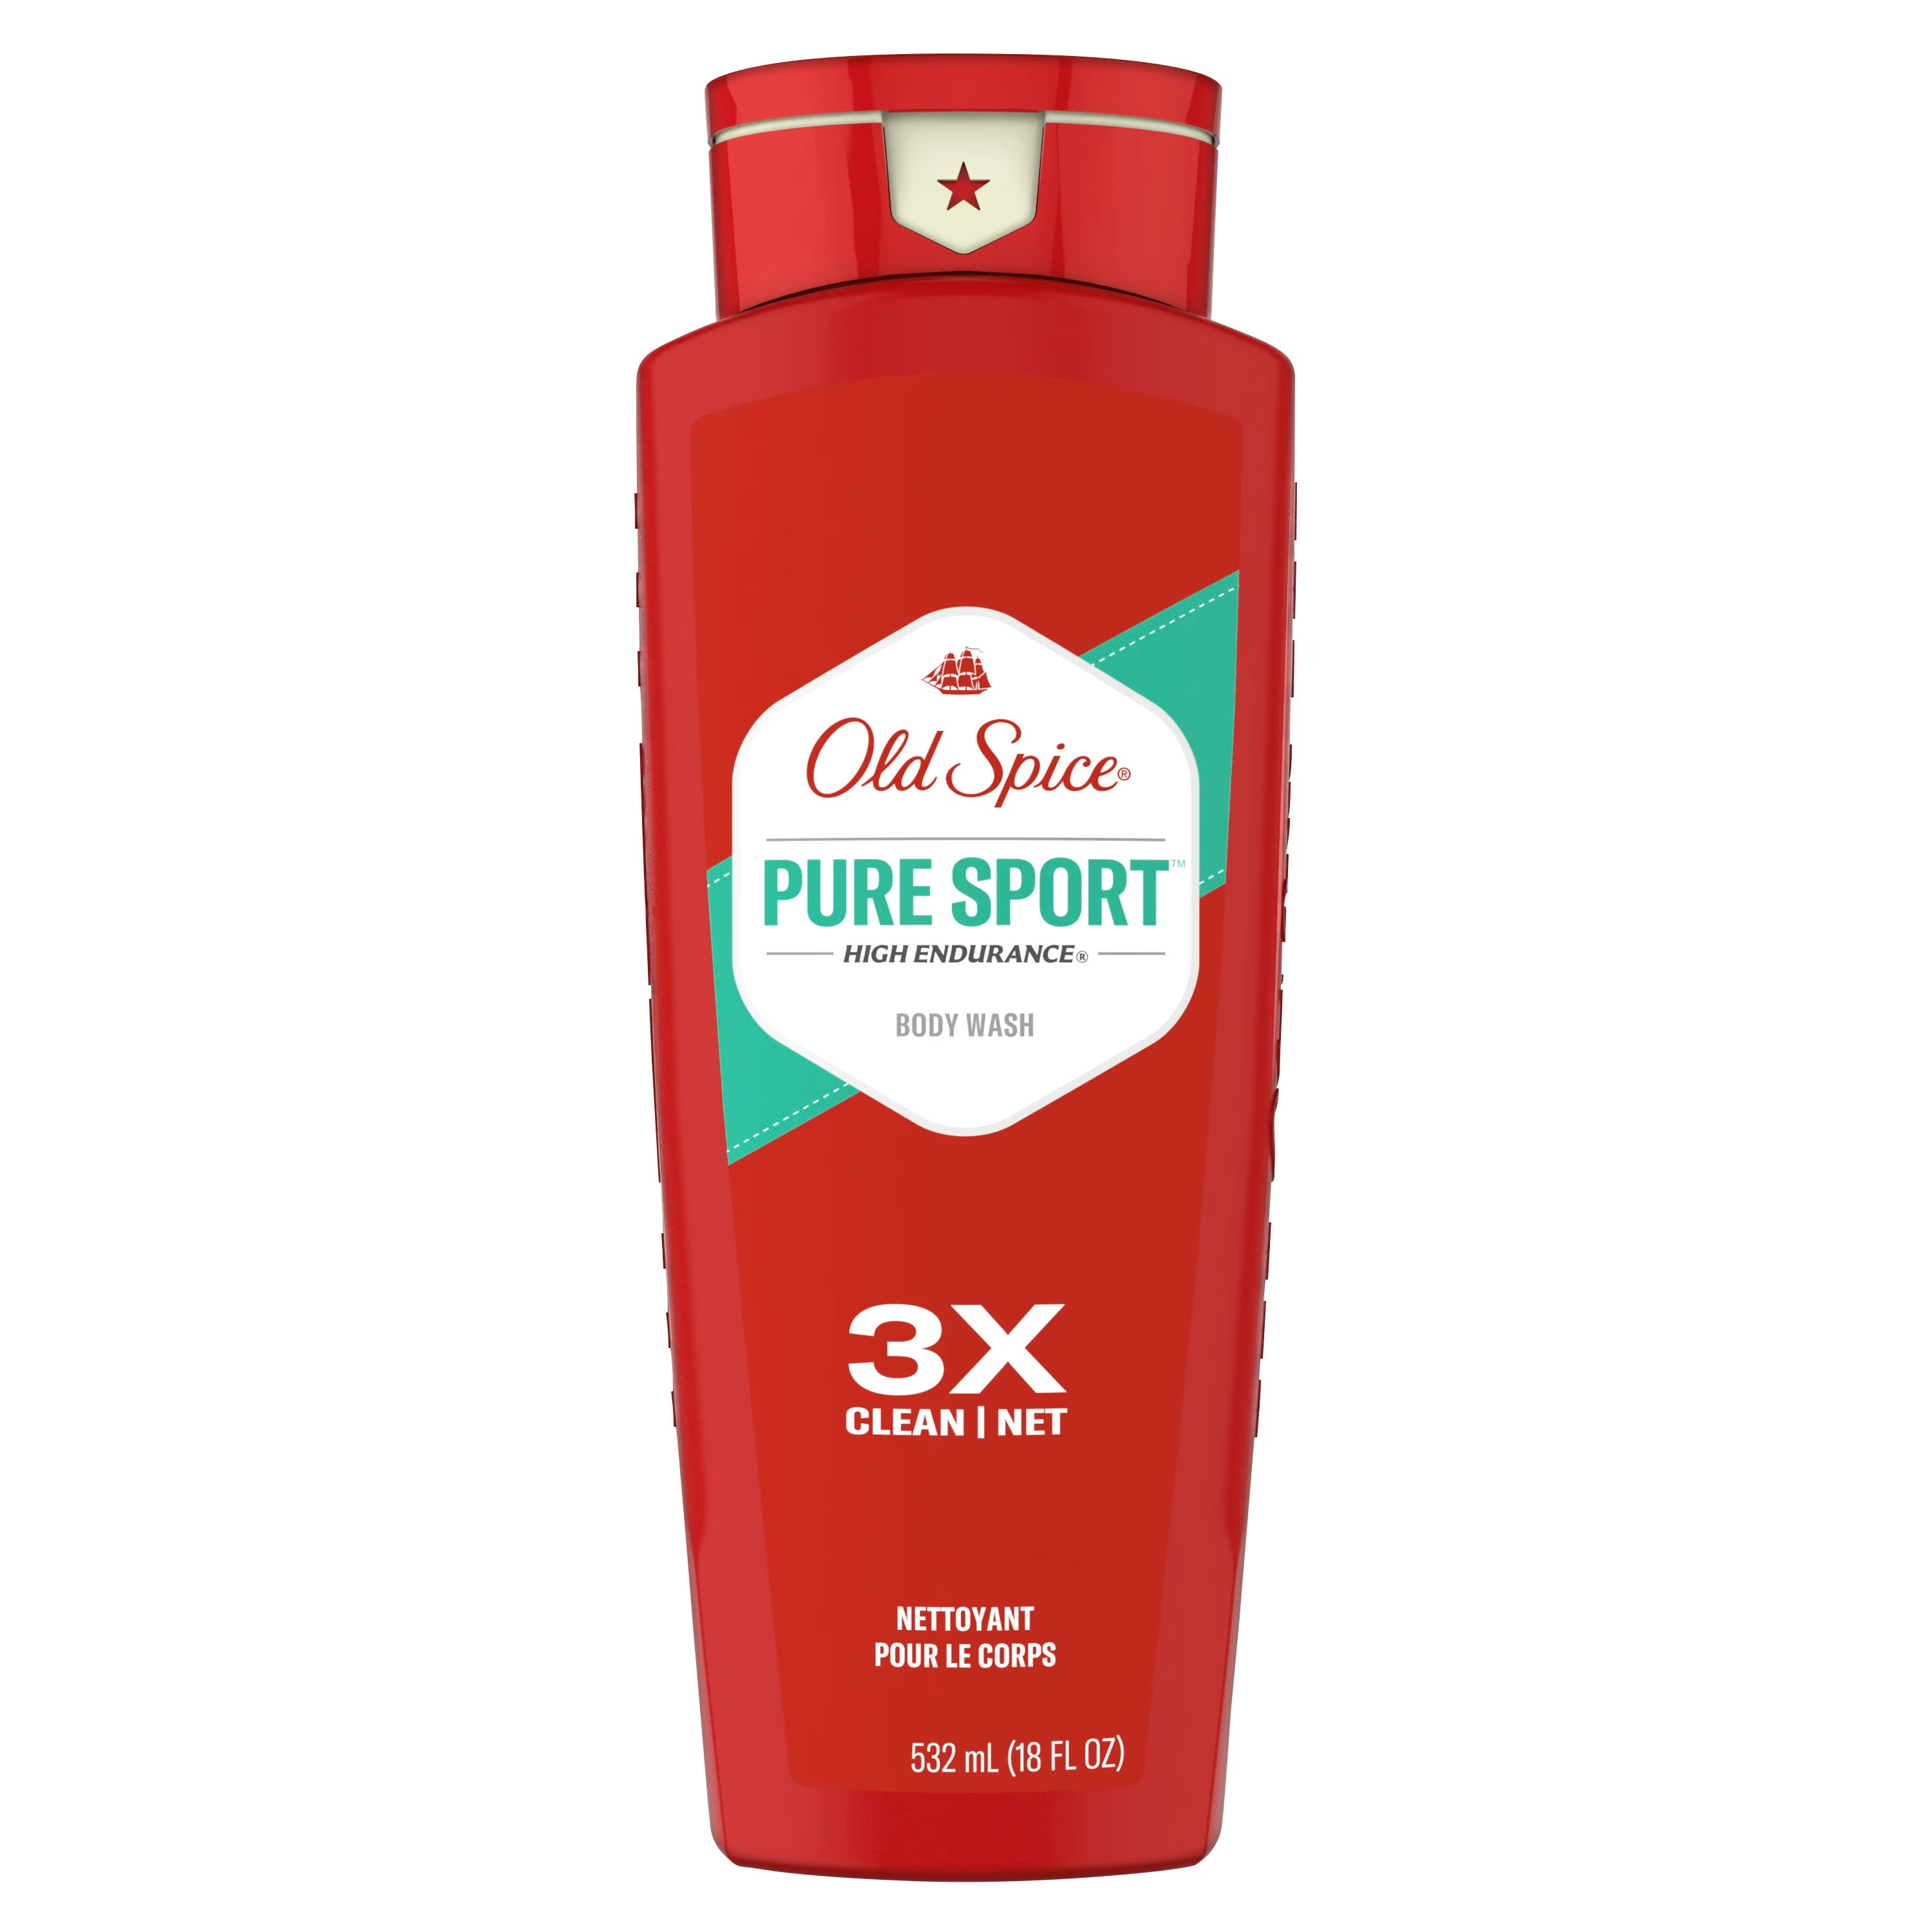 Old Spice®
PURE SPORT™
HIGH ENDURANCE®
BODY WASH
3X
CLEAN | NET
NETTOYANT
POUR LE CORPS
532 mL (18 FL OZ)